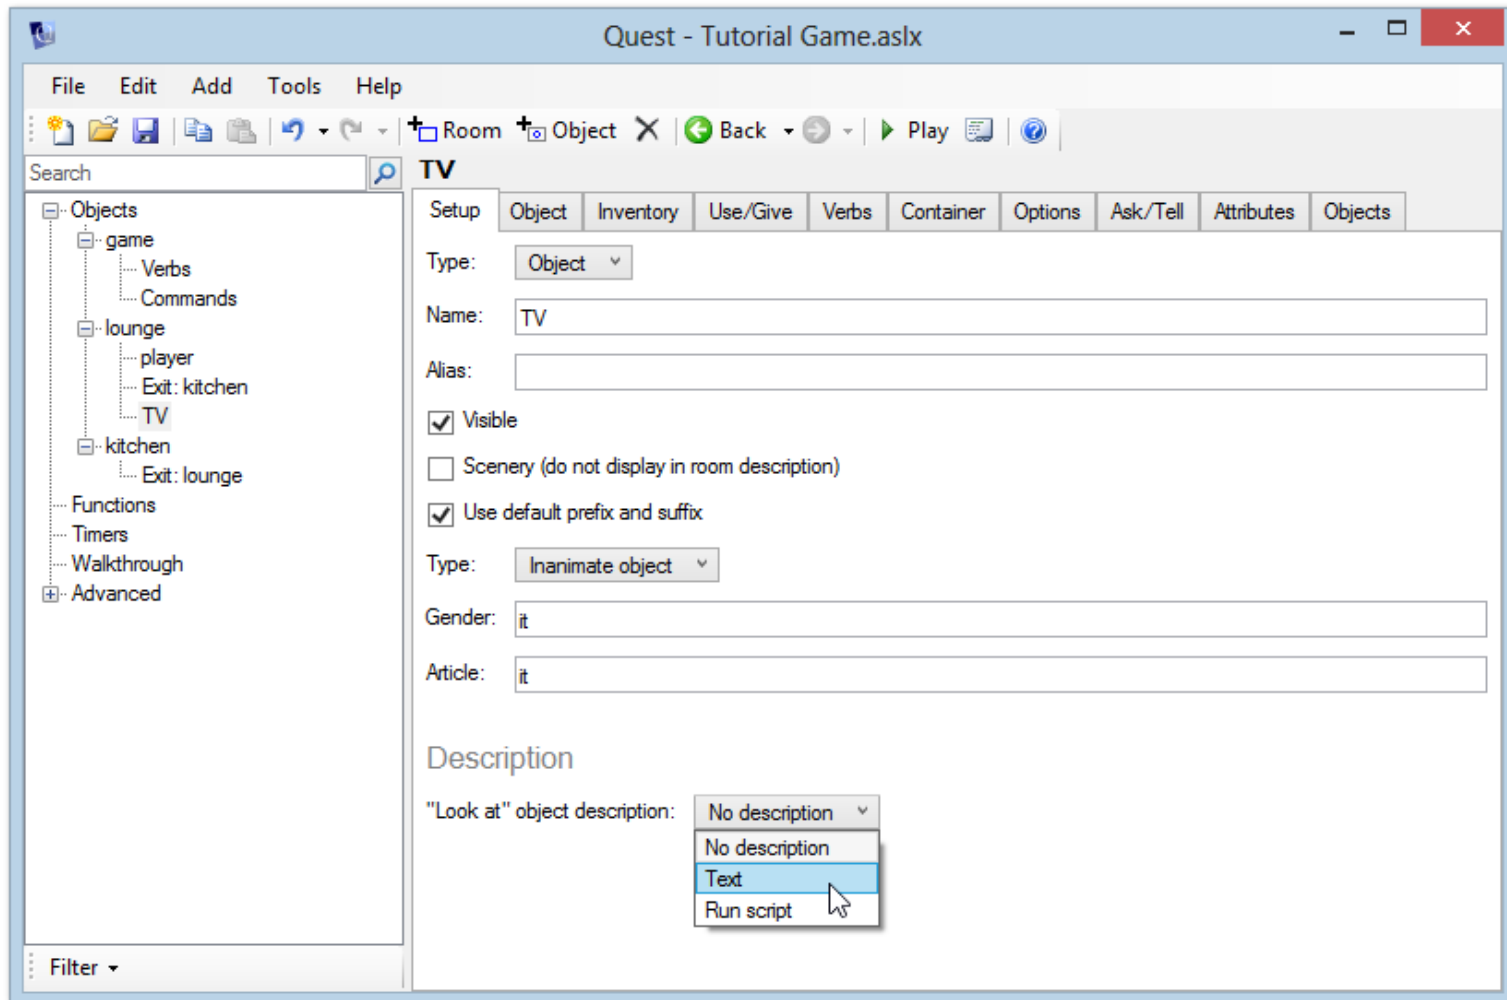 Quest - Tutorial Game.aslx
File Edit Add Tools Help
Room Object Back Play
Search
TV
Objects
game
Verbs
Commands
lounge
player
Exit: kitchen
TV
kitchen
Exit: lounge
Functions
Timers
Walkthrough
Advanced
Filter
Setup Object Inventory Use/Give Verbs Container Options Ask/Tell Attributes Objects
Type: Object
Name: TV
Alias:
Visible
Scenery (do not display in room description)
Use default prefix and suffix
Type: Inanimate object
Gender: it
Article: it
Description
"Look at" object description: No description
No description
Text
Run script